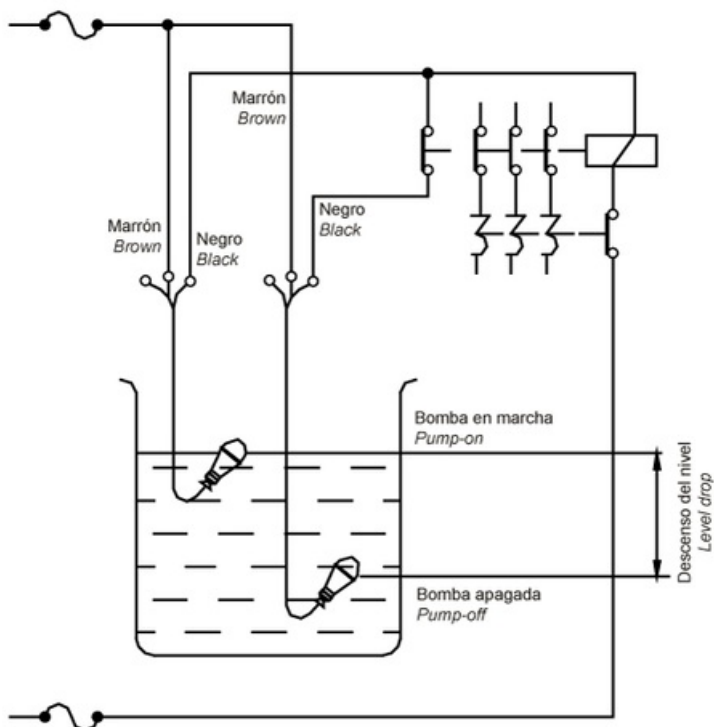 Marrón
Brown
Marrón
Brown
Negro
Black
Negro
Black
Bomba en marcha
Pump-on
Descenso del nivel
Level drop
Bomba apagada
Pump-off